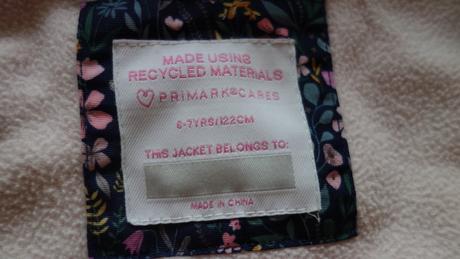 MADE USING
RECYCLED MATERIALS
PRIMARK®CARES
6-7YRS/122CM
THIS JACKET BELONGS TO:
MADE IN CHINA